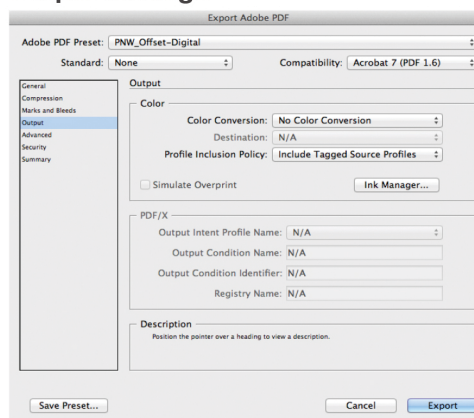 Export Adobe PDF
Adobe PDF Preset: PNW_Offset-Digital
Standard: None Compatibility: Acrobat 7 (PDF 1.6)
General
Compression
Marks and Bleeds
Output
Advanced
Security
Summary
Output
Color
Color Conversion: No Color Conversion
Destination: N/A
Profile Inclusion Policy: Include Tagged Source Profiles
Simulate Overprint Ink Manager...
PDF/X
Output Intent Profile Name: N/A
Output Condition Name: N/A
Output Condition Identifier: N/A
Registry Name: N/A
Description
Position the pointer over a heading to view a description.
Save Preset... Cancel Export